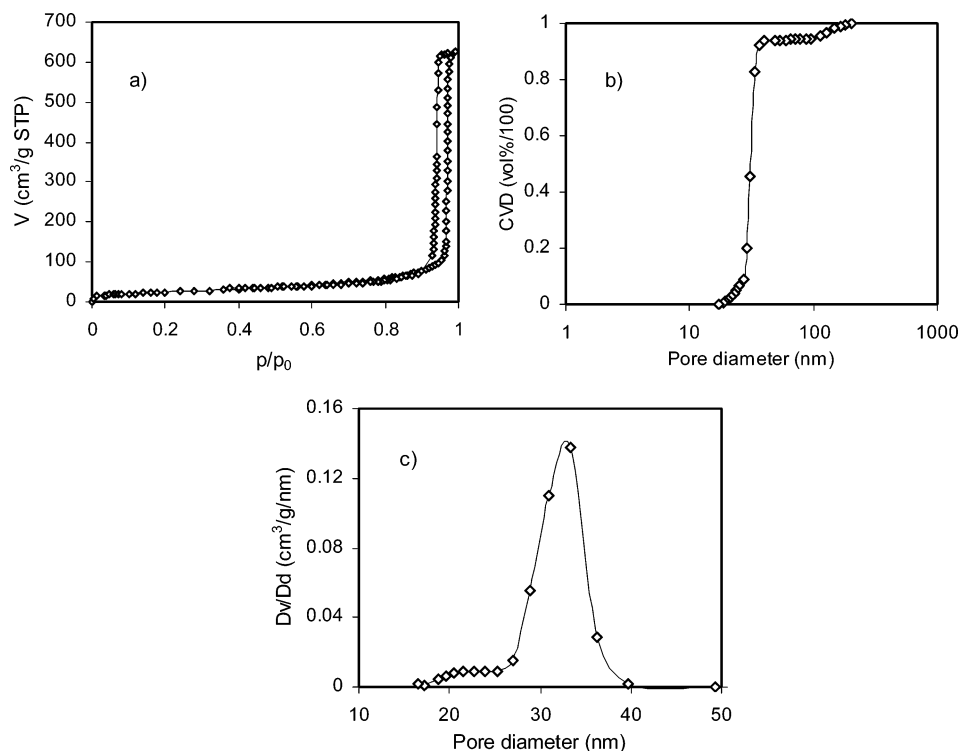 a)
V (cm³/g STP)
700
600
500
400
300
200
100
0
0 0.2 0.4 0.6 0.8 1
p/p₀
b)
CVD (vol%/100)
1
0.8
0.6
0.4
0.2
0
1 10 100 1000
Pore diameter (nm)
c)
Dv/Dd (cm³/g/nm)
0.16
0.12
0.08
0.04
0
10 20 30 40 50
Pore diameter (nm)